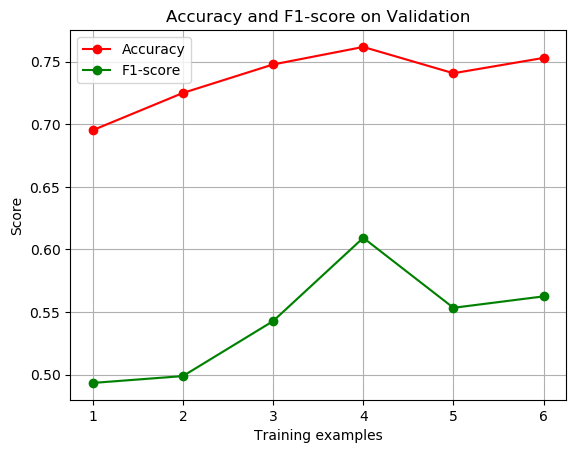 Accuracy and F1-score on Validation
Accuracy
F1-score
0.75
0.70
0.65
0.60
0.55
0.50
Score
1 2 3 4 5 6
Training examples